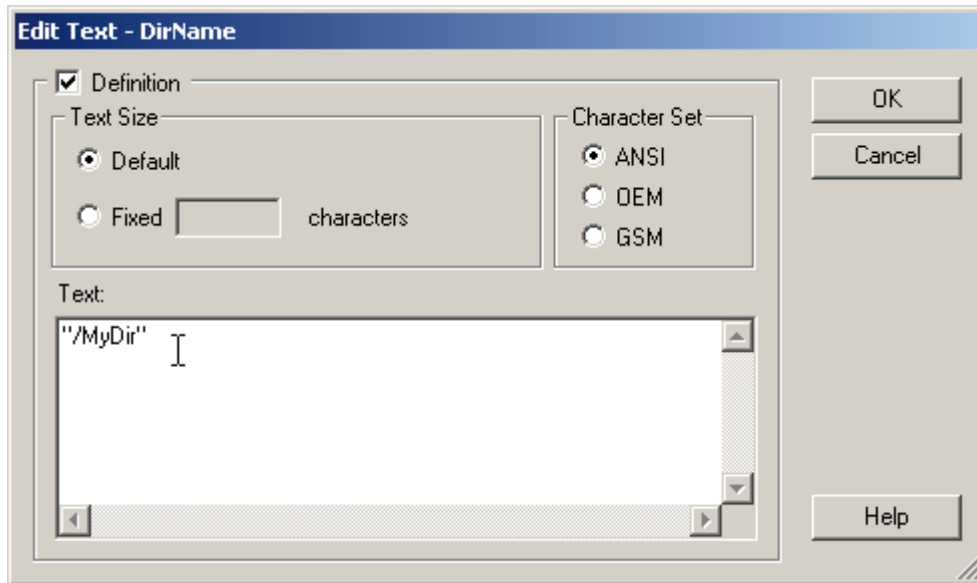 Edit Text - DirName
Definition
OK
Text Size
Character Set
Default
ANSI
Cancel
OEM
Fixed characters
GSM
Text:
"/MyDir"
Help